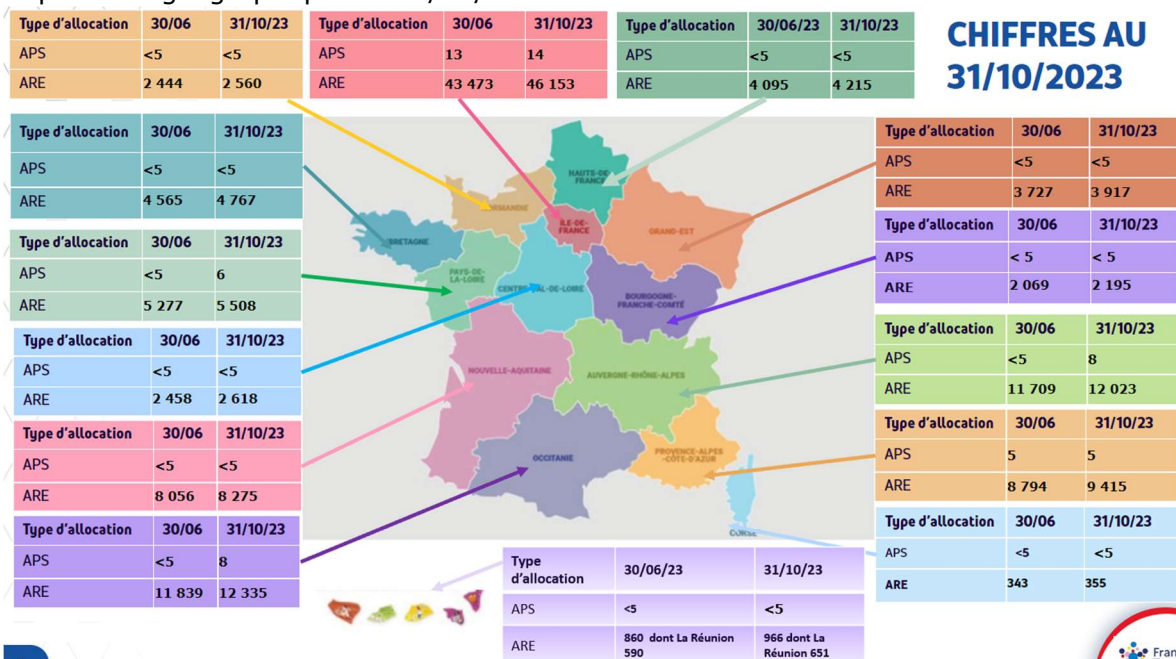 Type d'allocation 30/06 31/10/23
APS <5 <5
ARE 2 444 2 560
Type d'allocation 30/06 31/10/23
APS 13 14
ARE 43 473 46 153
Type d'allocation 30/06/23 31/10/23
APS <5 <5
ARE 4 095 4 215
CHIFFRES AU
31/10/2023
Type d'allocation 30/06 31/10/23
APS <5 <5
ARE 4 565 4 767
Type d'allocation 30/06 31/10/23
APS <5 6
ARE 5 277 5 508
Type d'allocation 30/06 31/10/23
APS <5 <5
ARE 2 458 2 618
Type d'allocation 30/06 31/10/23
APS <5 <5
ARE 8 056 8 275
Type d'allocation 30/06 31/10/23
APS <5 8
ARE 11 839 12 335
HAUTS-DE-
FRANCE
NORMANDIE
ÎLE-DE-
FRANCE
GRAND-EST
BRETAGNE
PAYS-DE-
LA-LOIRE
CENTRE-VAL-DE-LOIRE
BOURGOGNE-
FRANCHE-COMTÉ
NOUVELLE-AQUITAINE
AUVERGNE-RHÔNE-ALPES
OCCITANIE
PROVENCE-ALPES
-CÔTE-D'AZUR
CORSE
Type d'allocation 30/06 31/10/23
APS <5 <5
ARE 3 727 3 917
Type d'allocation 30/06 31/10/23
APS < 5 < 5
ARE 2 069 2 195
Type d'allocation 30/06 31/10/23
APS <5 8
ARE 11 709 12 023
Type d'allocation 30/06 31/10/23
APS 5 5
ARE 8 794 9 415
Type d'allocation 30/06 31/10/23
APS <5 <5
ARE 343 355
Type
d'allocation 30/06/23 31/10/23
APS <5 <5
ARE 860 dont La Réunion 966 dont La
590 Réunion 651